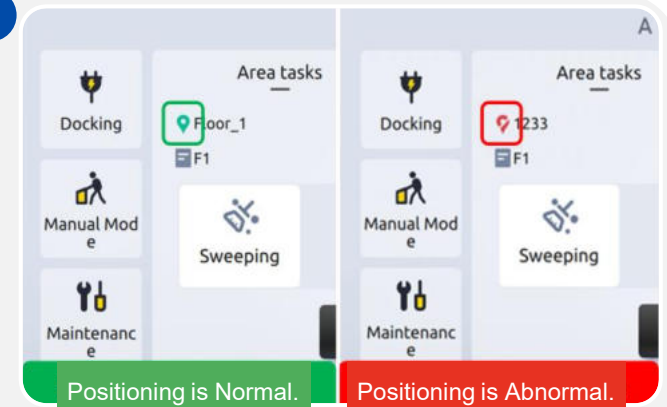 Area tasks
Docking
Floor_1
F1
Manual Mod
e
Sweeping
Maintenanc
e
Positioning is Normal.
A
Area tasks
Docking
1233
F1
Manual Mod
e
Sweeping
Maintenanc
e
Positioning is Abnormal.